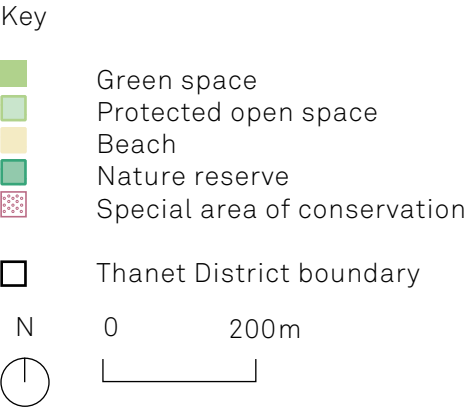 Key
Green space
Protected open space
Beach
Nature reserve
Special area of conservation
Thanet District boundary
N 0 200m